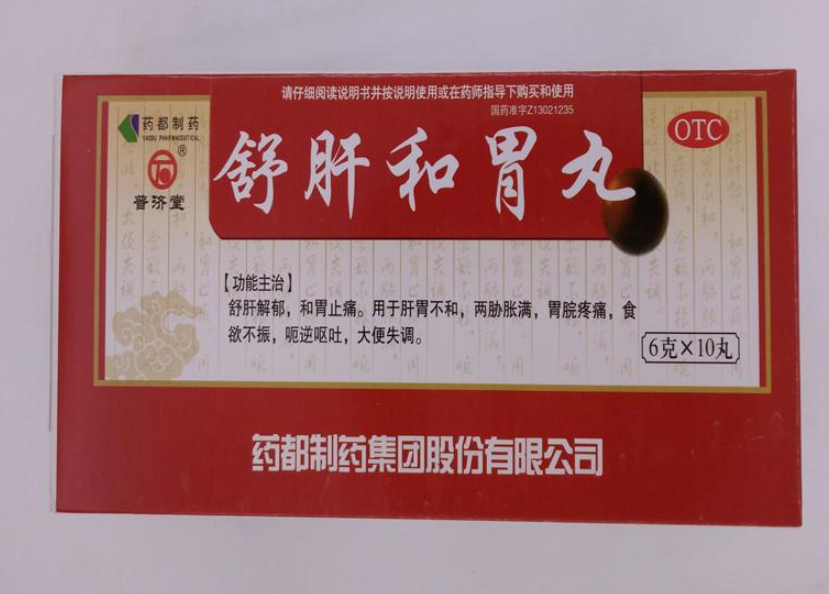 请仔细阅读说明书并按说明使用或在药师指导下购买和使用
国药准字Z13021235
药都制药
YAODU PHARMACEUTICAL
OTC
®
普济堂
舒肝和胃丸
【功能主治】
舒肝解郁，和胃止痛。用于肝胃不和，两胁胀满，胃脘疼痛，食
欲不振，呃逆呕吐，大便失调。
6克×10丸
药都制药集团股份有限公司